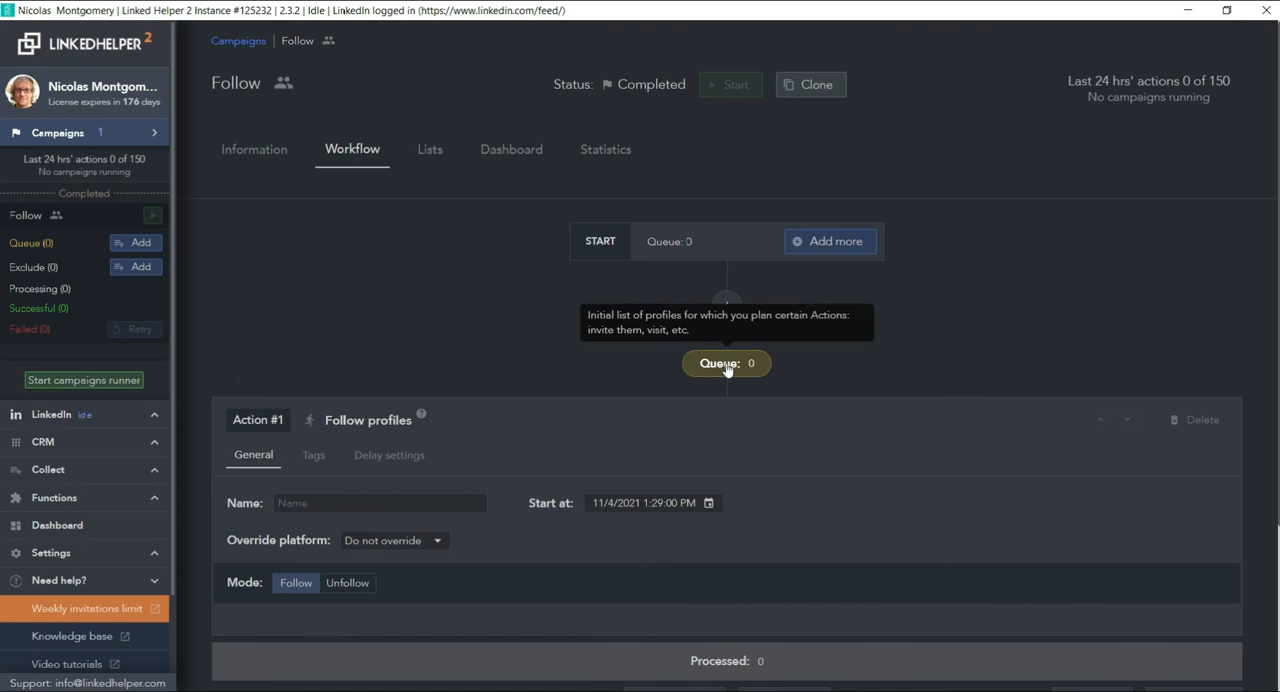 Nicolas Montgomery | Linked Helper 2 Instance #125232 | 2.3.2 | Idle | LinkedIn logged in (https://www.linkedin.com/feed/)
LINKEDHELPER 2
Nicolas Montgom...
License expires in 176 days
Campaigns 1
Last 24 hrs' actions 0 of 150
No campaigns running
Completed
Follow
Queue (0) Add
Exclude (0) Add
Processing (0)
Successful (0)
Failed (0) Retry
Start campaigns runner
in LinkedIn idle
CRM
Collect
Functions
Dashboard
Settings
Need help?
Weekly invitations limit
Knowledge base
Video tutorials
Support: info@linkedhelper.com
Campaigns | Follow
Follow
Status: Completed Start Clone
Last 24 hrs' actions 0 of 150
No campaigns running
Information Workflow Lists Dashboard Statistics
START Queue: 0 Add more
Initial list of profiles for which you plan certain Actions:
invite them, visit, etc.
Queue: 0
Action #1 Follow profiles Delete
General Tags Delay settings
Name: Name Start at: 11/4/2021 1:29:00 PM
Override platform: Do not override
Mode: Follow Unfollow
Processed: 0